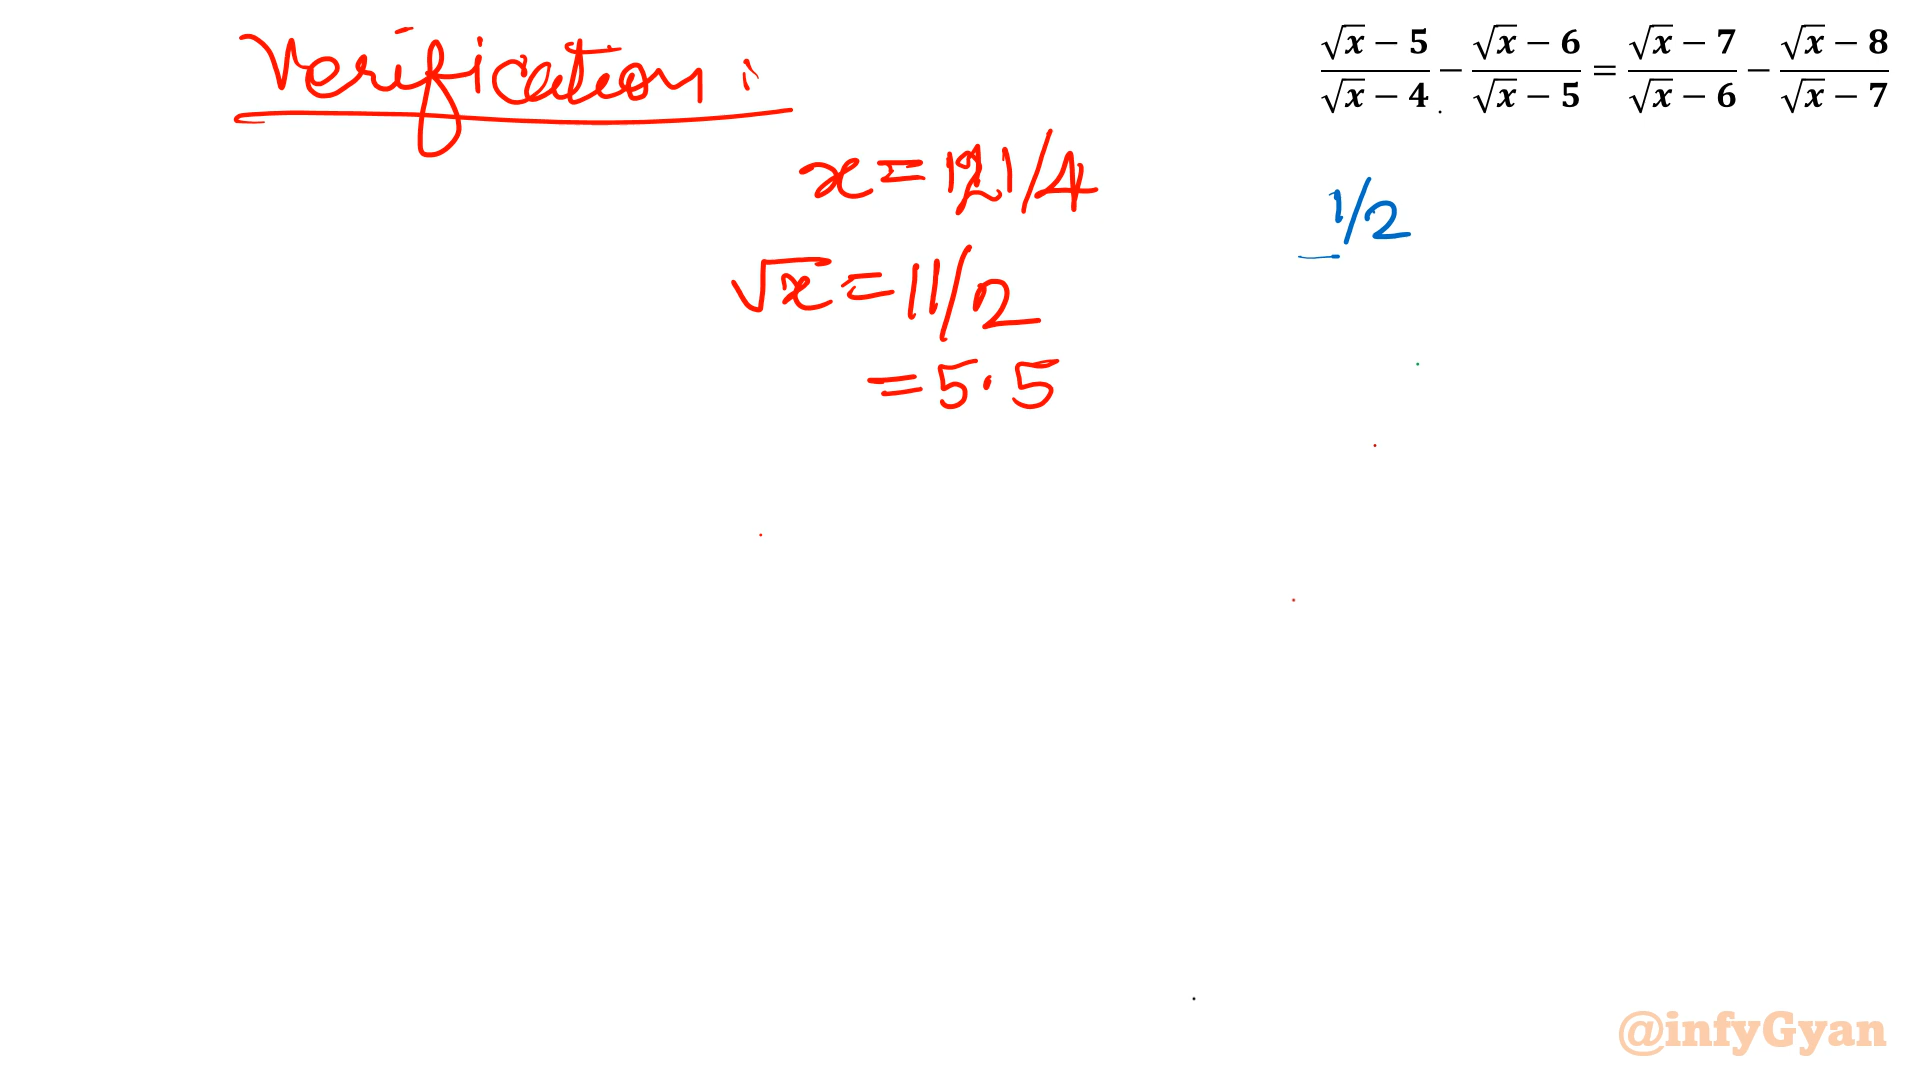 Verification :
√x − 5 / √x − 4 − √x − 6 / √x − 5 = √x − 7 / √x − 6 − √x − 8 / √x − 7
x = 121/4
1/2
√x = 11/2
= 5.5
@infyGyan